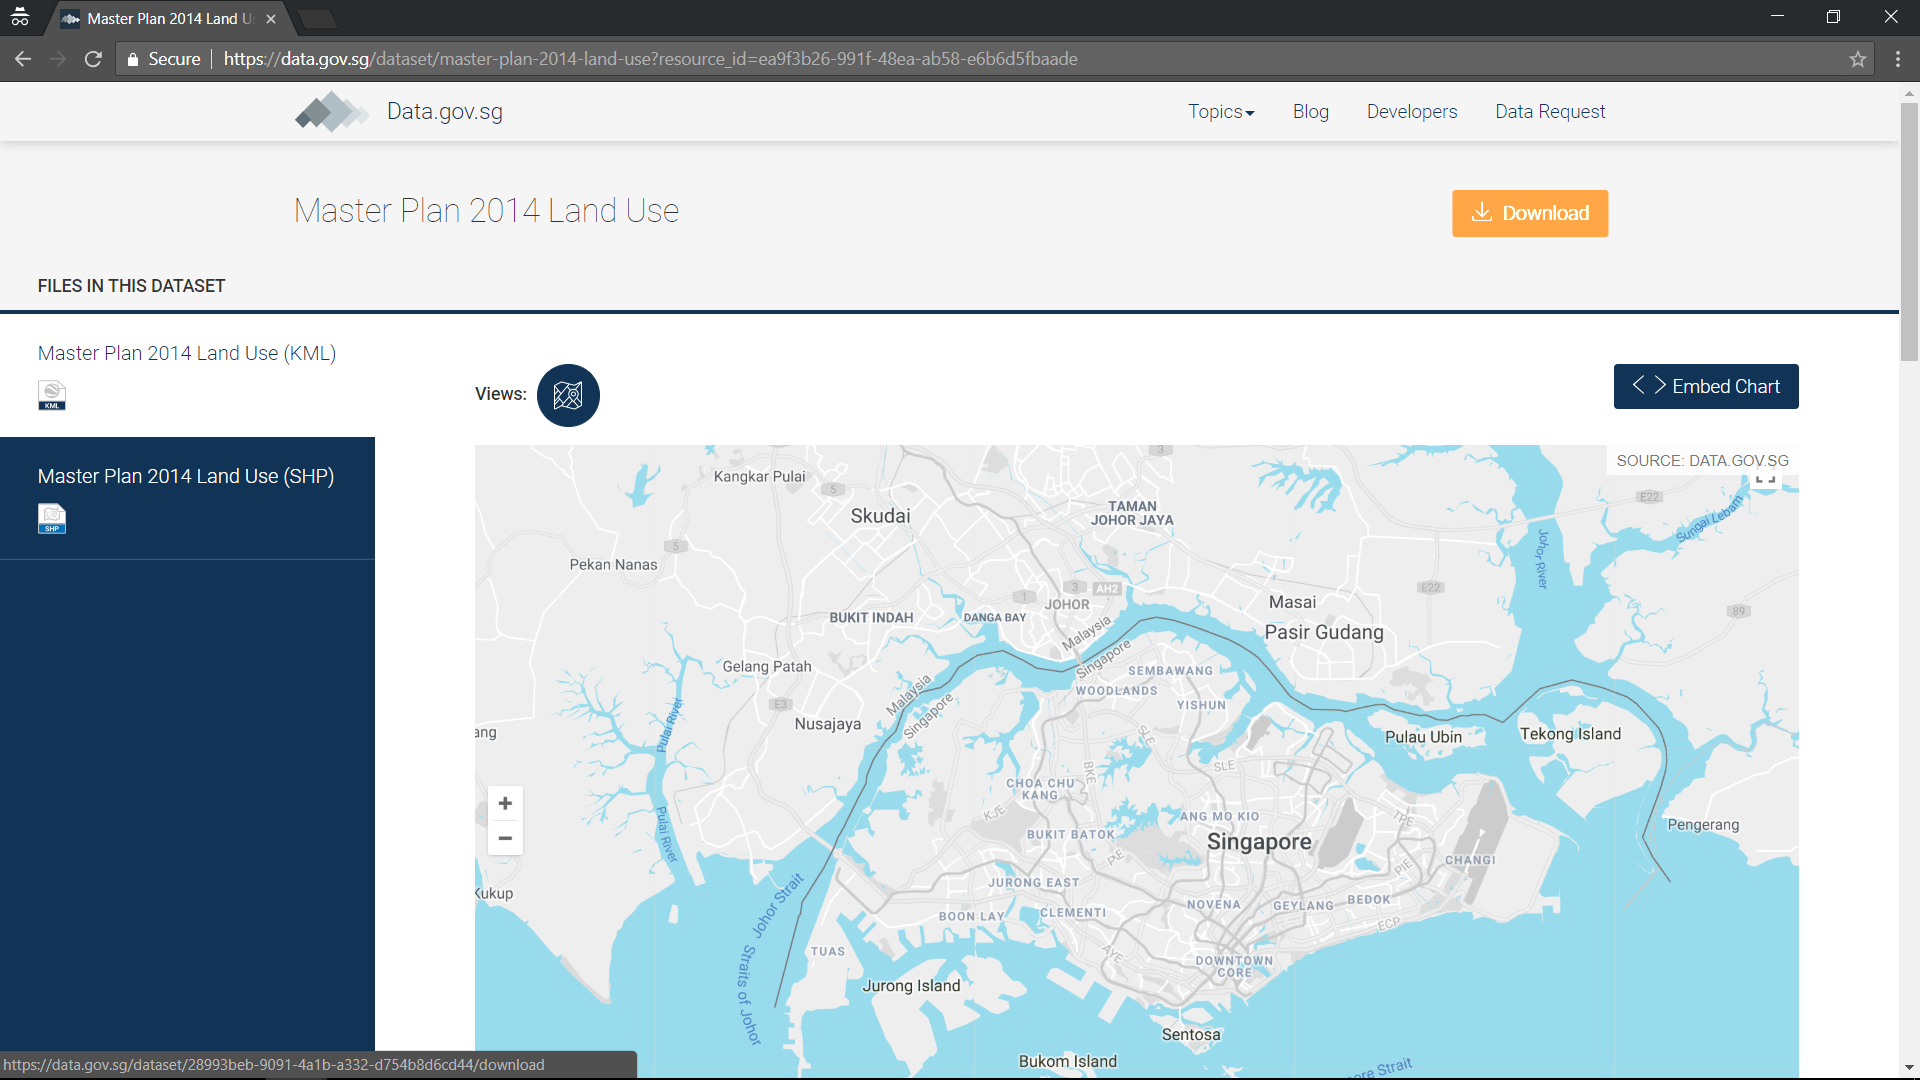 Master Plan 2014 Land U
Secure
https://data.gov.sg/dataset/master-plan-2014-land-use?resource_id=ea9f3b26-991f-48ea-ab58-e6b6d5fbaade
Data.gov.sg
Topics
Blog
Developers
Data Request
Master Plan 2014 Land Use
Download
FILES IN THIS DATASET
Master Plan 2014 Land Use (KML)
KML
Master Plan 2014 Land Use (SHP)
SHP
Views:
Embed Chart
SOURCE: DATA.GOV.SG
Kangkar Pulai
3
5
Skudai
TAMAN
JOHOR JAYA
E22
Sungai Lebam
Johor River
5
Pekan Nanas
1
3
AH2
JOHOR
E22
Masai
89
BUKIT INDAH
DANGA BAY
Malaysia
Singapore
Pasir Gudang
Gelang Patah
SEMBAWANG
WOODLANDS
Malaysia
Singapore
E3
YISHUN
Nusajaya
Pulai River
ang
SLE
Pulau Ubin
Tekong Island
BKE
SLE
CHOA CHU
KANG
KJE
ANG MO KIO
TPE
Pulai River
BUKIT BATOK
Singapore
Pengerang
PIE
PIE
CHANGI
JURONG EAST
Kukup
NOVENA
GEYLANG
BEDOK
BOON LAY
CLEMENTI
ECP
Johor Strait
Straits of Johor
TUAS
AYE
DOWNTOWN
CORE
Jurong Island
Sentosa
Bukom Island
ore Strait
https://data.gov.sg/dataset/28993beb-9091-4a1b-a332-d754b8d6cd44/download